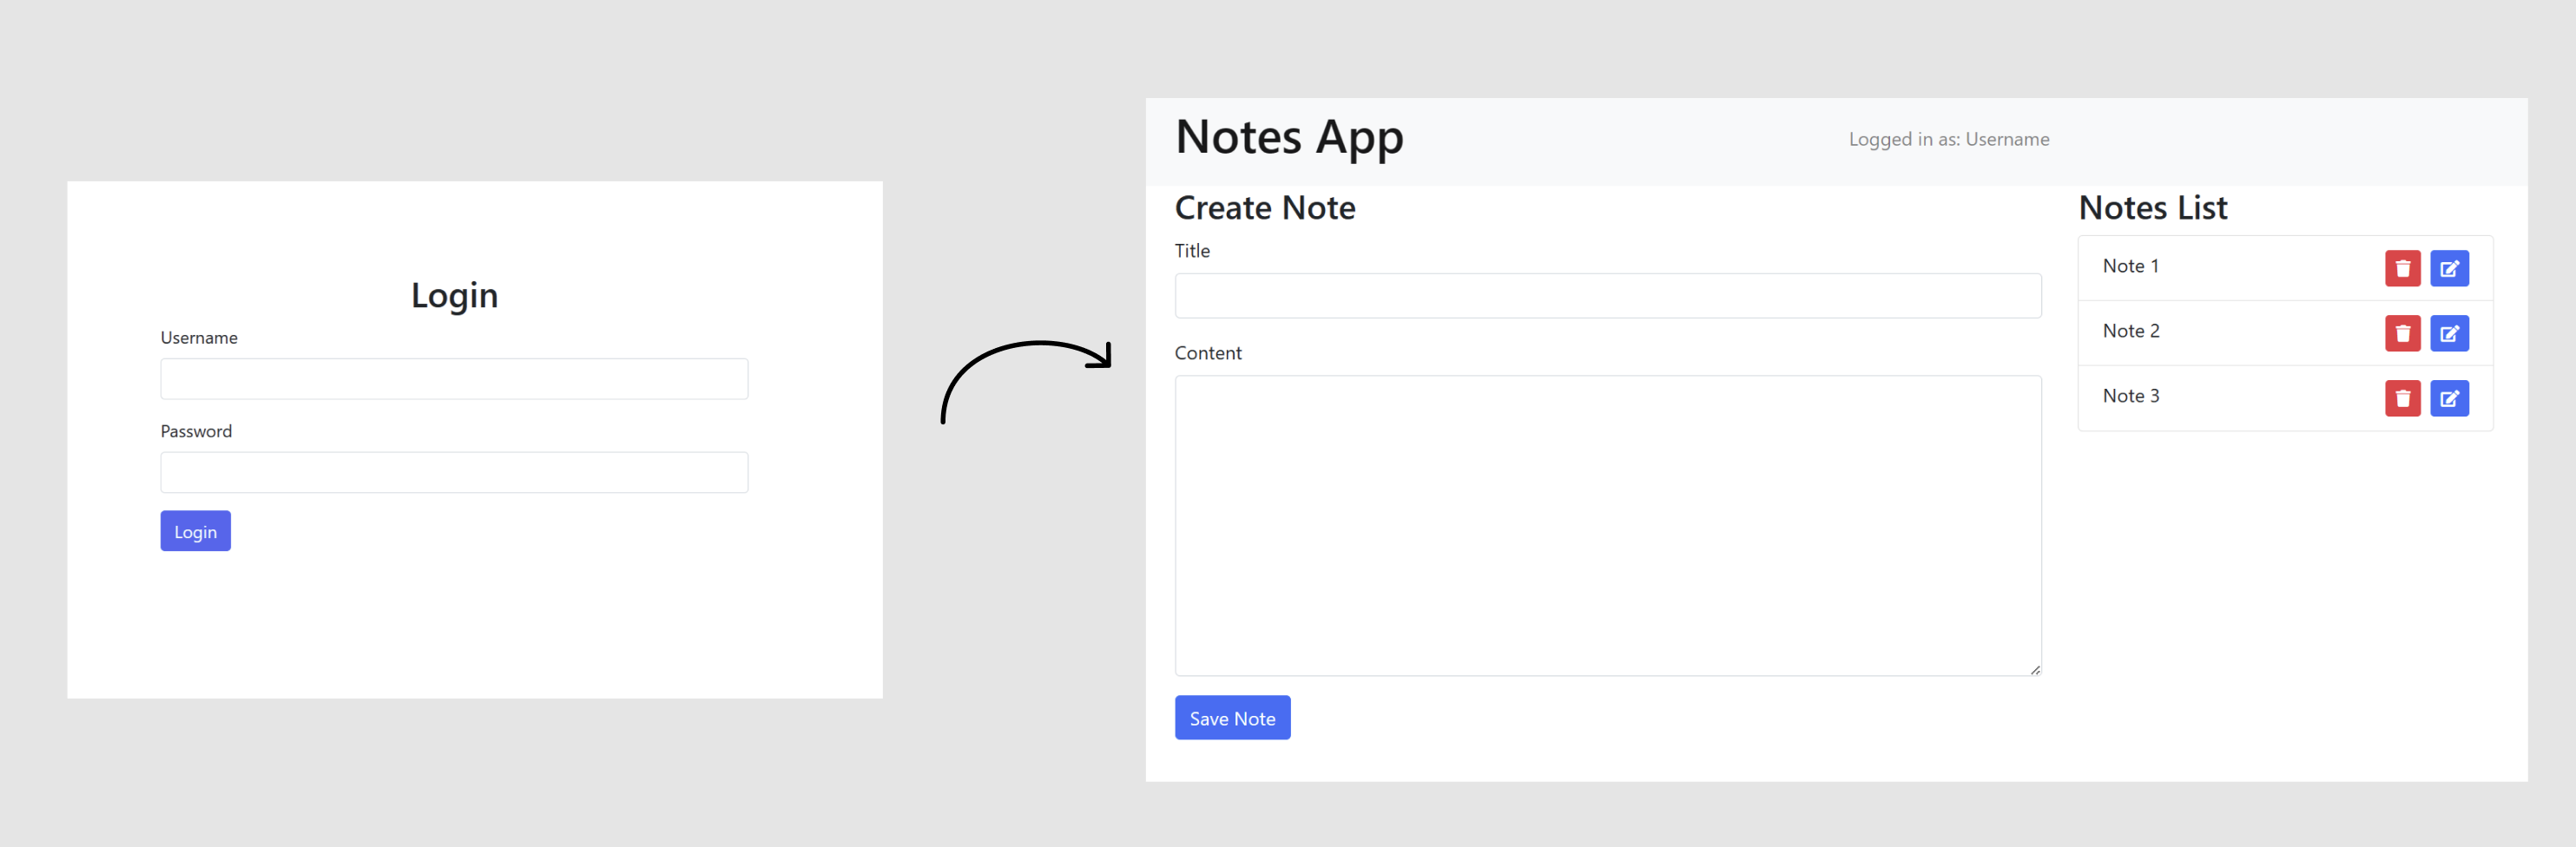 Login
Username
Password
Login
Notes App
Logged in as: Username
Create Note
Title
Content
Save Note
Notes List
Note 1
Note 2
Note 3